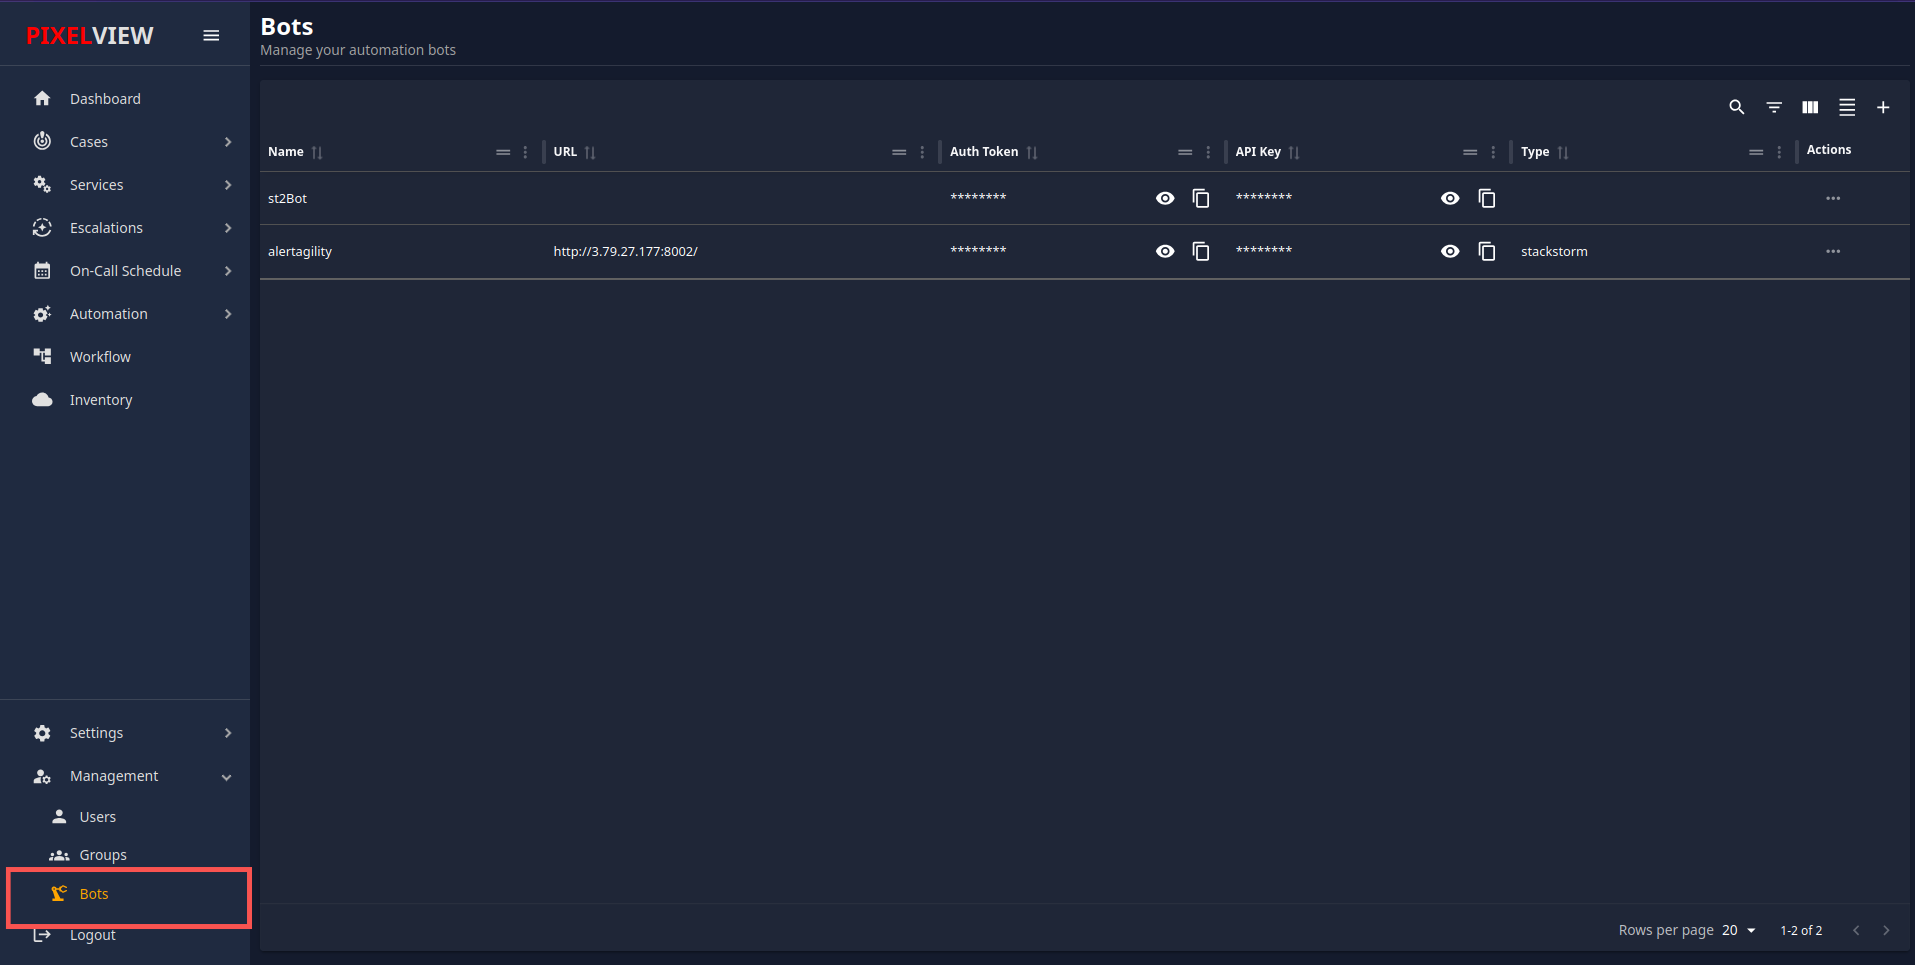 PIXELVIEW
Dashboard
Cases
Services
Escalations
On-Call Schedule
Automation
Workflow
Inventory
Settings
Management
Users
Groups
Bots
Logout
Bots
Manage your automation bots
Name URL Auth Token API Key Type Actions
st2Bot ******** ********
alertagility http://3.79.27.177:8002/ ******** ******** stackstorm
Rows per page 20 1-2 of 2